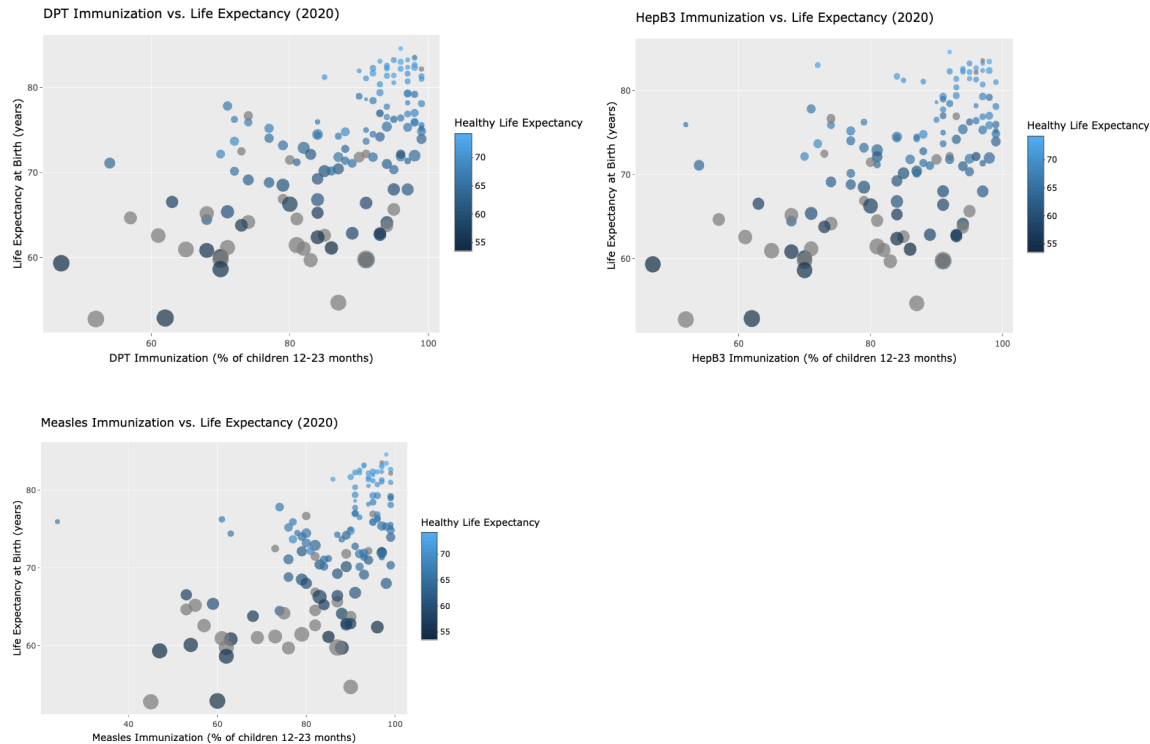 DPT Immunization vs. Life Expectancy (2020)
Life Expectancy at Birth (years)
80
70
60
60
80
100
DPT Immunization (% of children 12-23 months)
Healthy Life Expectancy
70
65
60
55
HepB3 Immunization vs. Life Expectancy (2020)
Life Expectancy at Birth (years)
80
70
60
60
80
100
HepB3 Immunization (% of children 12-23 months)
Healthy Life Expectancy
70
65
60
55
Measles Immunization vs. Life Expectancy (2020)
Life Expectancy at Birth (years)
80
70
60
40
60
80
100
Measles Immunization (% of children 12-23 months)
Healthy Life Expectancy
70
65
60
55